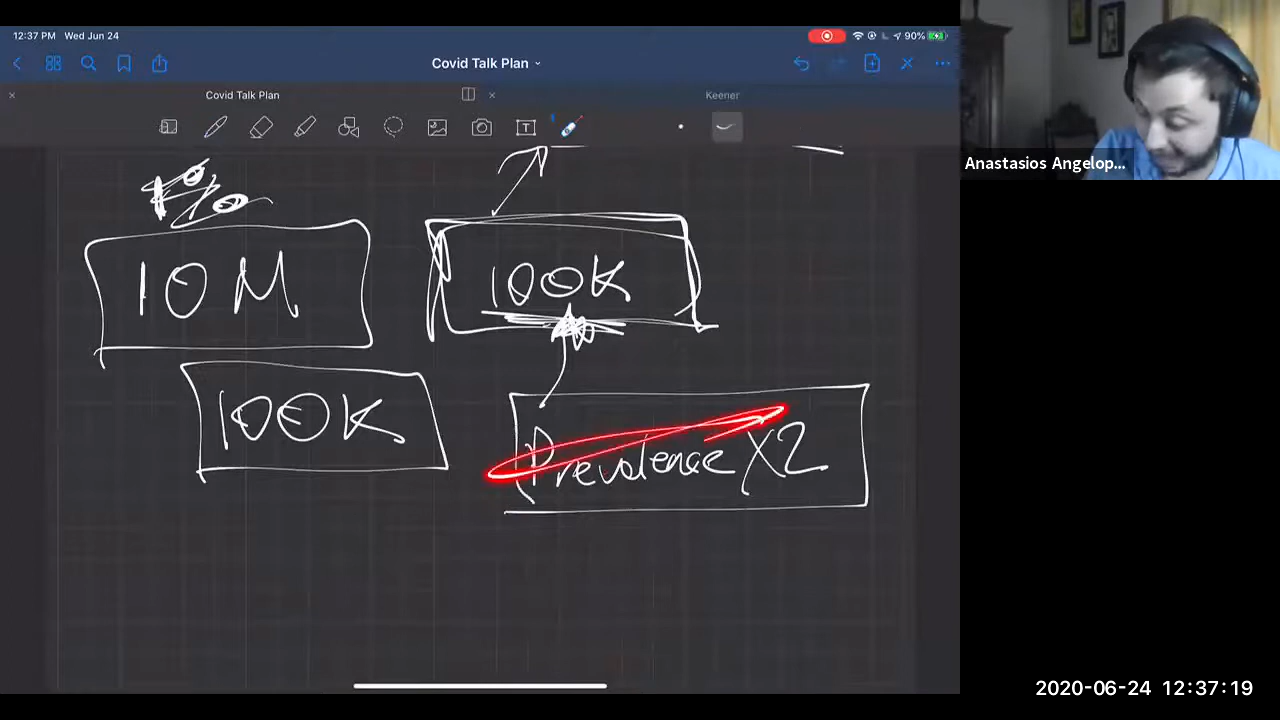 12:37 PM Wed Jun 24
90%
Covid Talk Plan
Covid Talk Plan
Keener
T
Anastasios Angelop...
1%
10 M
100K
100K
Prevalence X2
2020-06-24 12:37:19